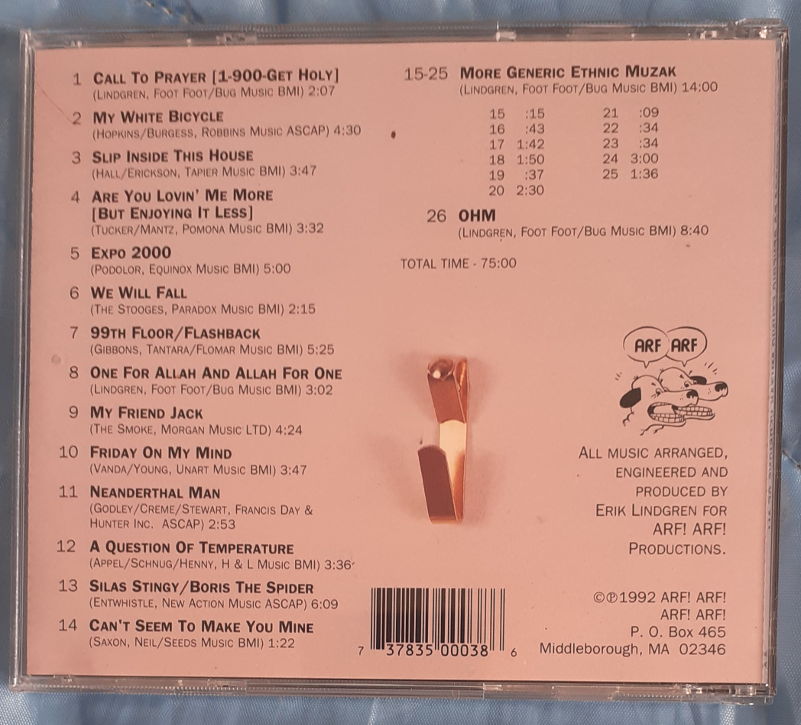 1 Call To Prayer [1-900-Get Holy]
(Lindgren, Foot Foot/Bug Music BMI) 2:07
2 My White Bicycle
(Hopkins/Burgess, Robbins Music ASCAP) 4:30
3 Slip Inside This House
(Hall/Erickson, Tapier Music BMI) 3:47
4 Are You Lovin' Me More
[But Enjoying It Less]
(Tucker/Mantz, Pomona Music BMI) 3:32
5 Expo 2000
(Podolor, Equinox Music BMI) 5:00
6 We Will Fall
(The Stooges, Paradox Music BMI) 2:15
7 99th Floor/Flashback
(Gibbons, Tantara/Flomar Music BMI) 5:25
8 One For Allah And Allah For One
(Lindgren, Foot Foot/Bug Music BMI) 3:02
9 My Friend Jack
(The Smoke, Morgan Music LTD) 4:24
10 Friday On My Mind
(Vanda/Young, Unart Music BMI) 3:47
11 Neanderthal Man
(Godley/Creme/Stewart, Francis Day &
Hunter Inc. ASCAP) 2:53
12 A Question Of Temperature
(Appel/Schnug/Henny, H & L Music BMI) 3:36
13 Silas Stingy/Boris The Spider
(Entwhistle, New Action Music ASCAP) 6:09
14 Can't Seem To Make You Mine
(Saxon, Neil/Seeds Music BMI) 1:22
15-25 More Generic Ethnic Muzak
(Lindgren, Foot Foot/Bug Music BMI) 14:00
15 :15 21 :09
16 :43 22 :34
17 1:42 23 :34
18 1:50 24 3:00
19 :37 25 1:36
20 2:30
26 OHM
(Lindgren, Foot Foot/Bug Music BMI) 8:40
TOTAL TIME - 75:00
ARF ARF
All music arranged,
engineered and
produced by
Erik Lindgren for
ARF! ARF!
Productions.
©℗1992 ARF! ARF!
ARF! ARF!
P. O. Box 465
Middleborough, MA 02346
7 37835 00038 6